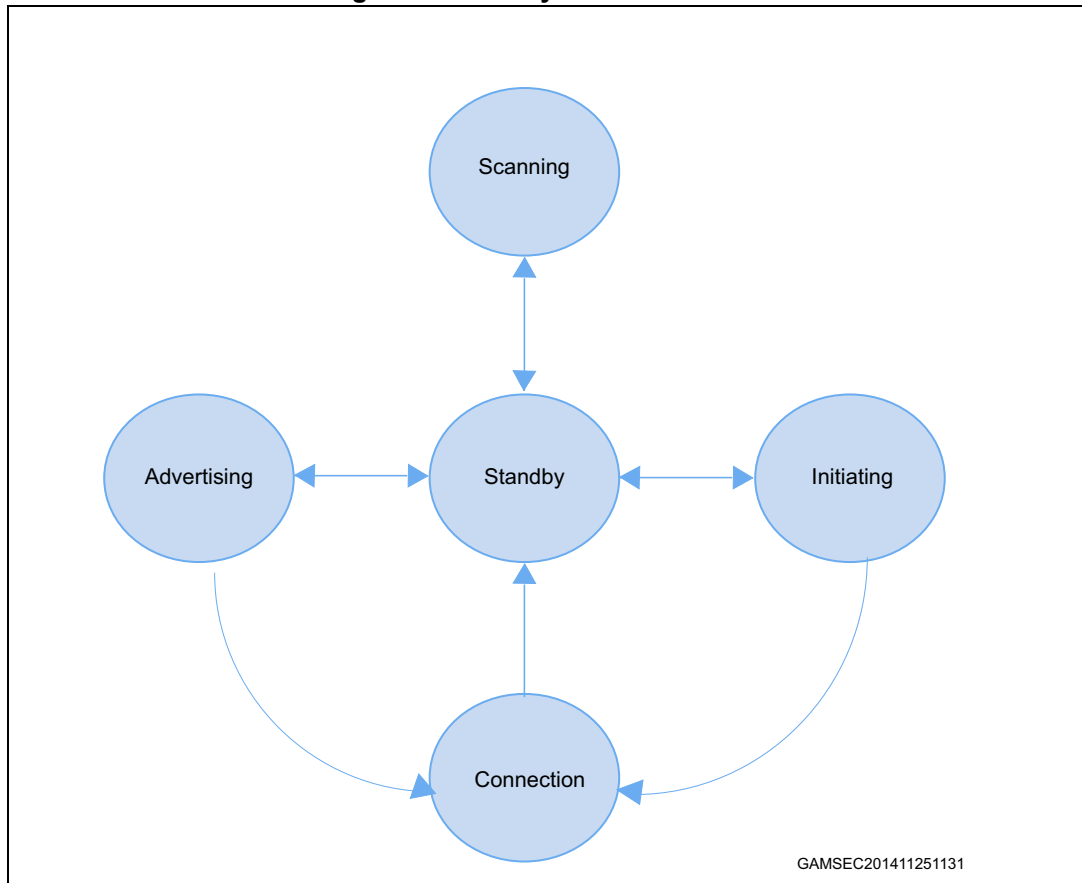 Scanning
Advertising
Standby
Initiating
Connection
GAMSEC201411251131